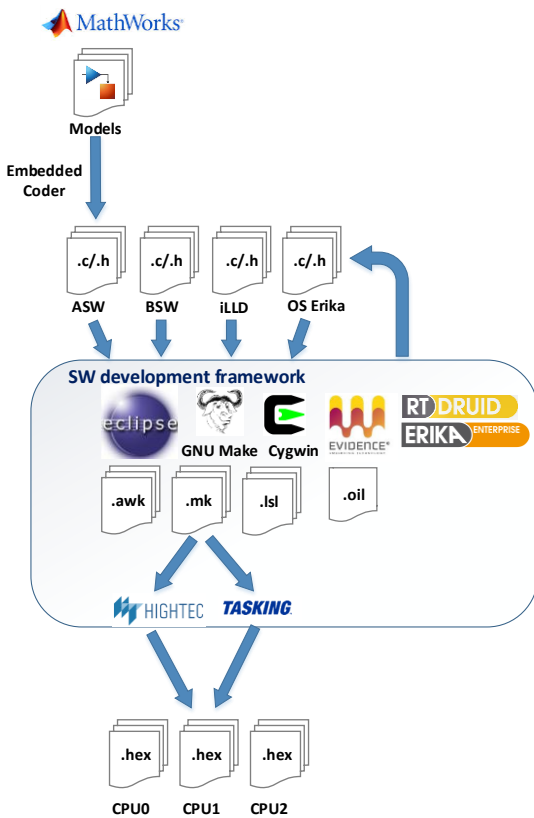 MathWorks®
Models
Embedded
Coder
.c/.h .c/.h .c/.h .c/.h
ASW BSW iLLD OS Erika
SW development framework
eclipse
GNU Make Cygwin
EVIDENCE®
RT DRUID
ERIKA ENTERPRISE
.awk .mk .lsl .oil
HIGHTEC TASKING.
.hex .hex .hex
CPU0 CPU1 CPU2